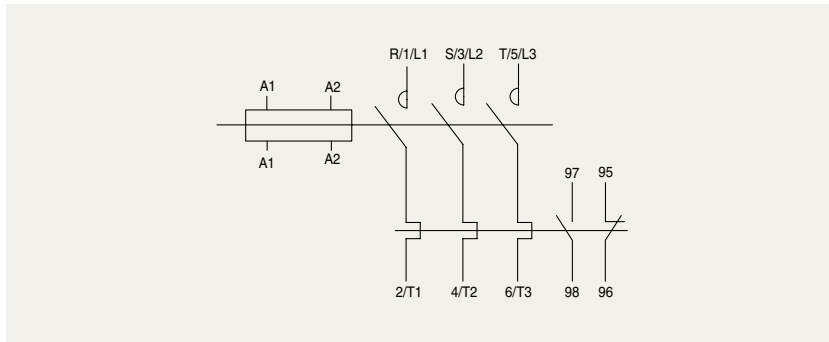 R/1/L1 S/3/L2 T/5/L3
A1 A2
A1 A2
97 95
2/T1 4/T2 6/T3 98 96